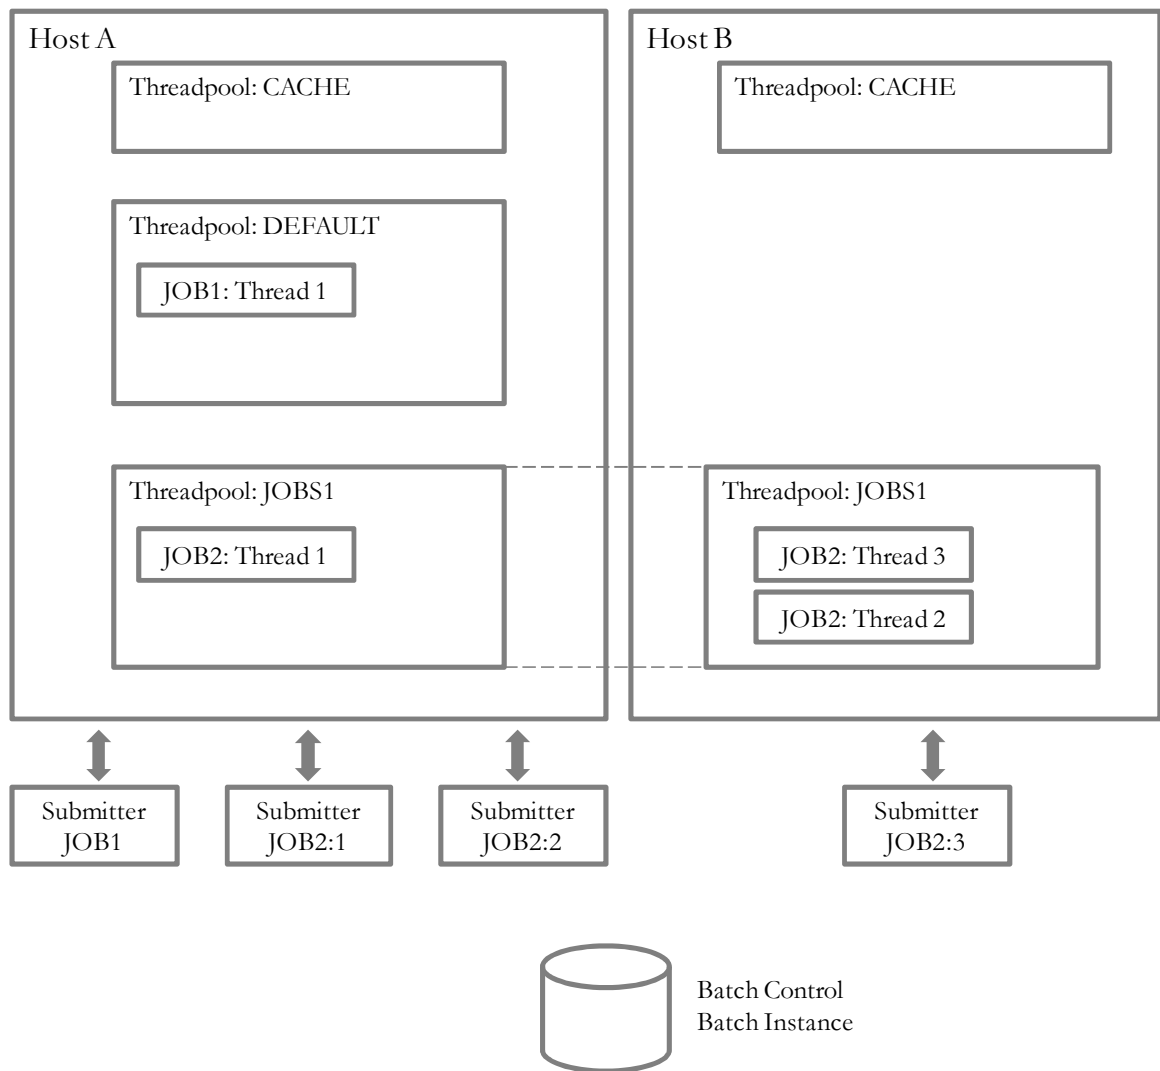 Host A
Threadpool: CACHE
Threadpool: DEFAULT
JOB1: Thread 1
Threadpool: JOBS1
JOB2: Thread 1
Host B
Threadpool: CACHE
Threadpool: JOBS1
JOB2: Thread 3
JOB2: Thread 2
Submitter
JOB1
Submitter
JOB2:1
Submitter
JOB2:2
Submitter
JOB2:3
Batch Control
Batch Instance